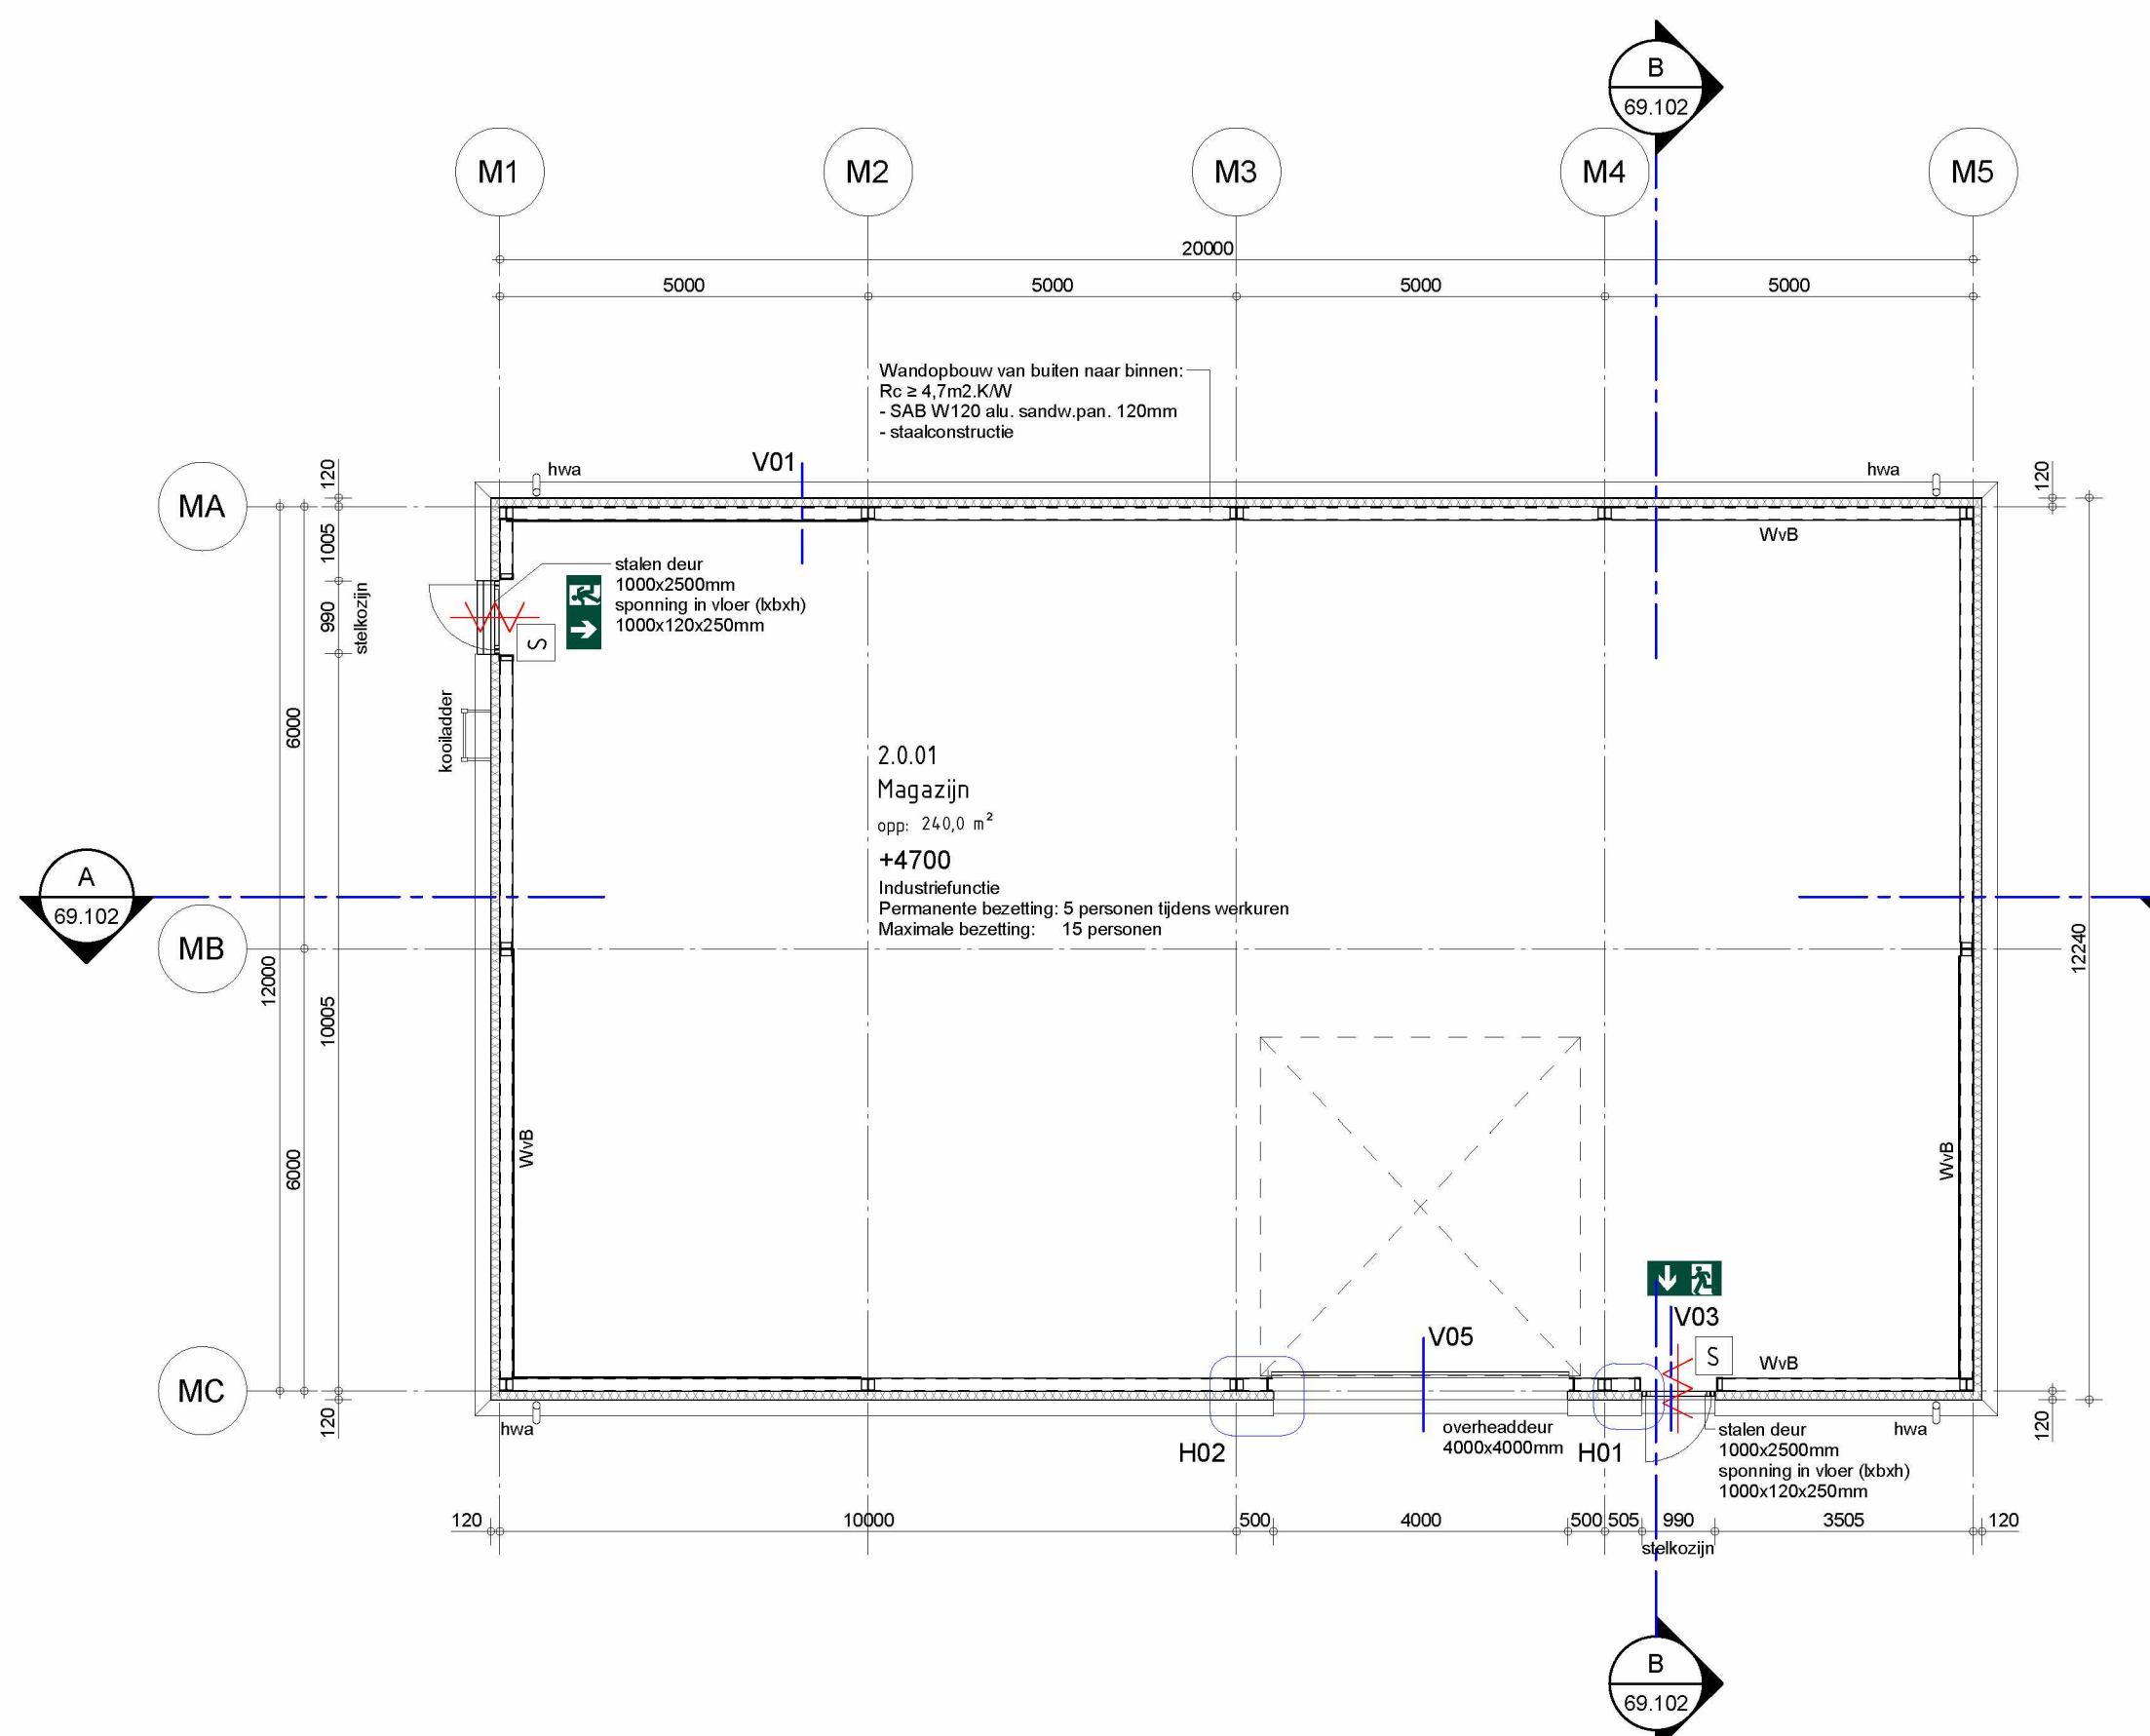 B
69.102
M1
M2
M3
M4
M5
20000
5000
5000
5000
5000
Wandopbouw van buiten naar binnen:
Rc ≥ 4,7m2.K/W
- SAB W120 alu. sandw.pan. 120mm
- staalconstructie
120
hwa
V01
hwa
120
MA
1005
WvB
stalen deur
1000x2500mm
sponning in vloer (lxbxh)
1000x120x250mm
990
stelkozijn
S
kooiladder
6000
2.0.01
Magazijn
opp: 240,0 m²
+4700
Industriefunctie
Permanente bezetting: 5 personen tijdens werkuren
Maximale bezetting: 15 personen
A
69.102
MB
12000
10005
12240
6000
WvB
WvB
V03
V05
S
WvB
MC
120
hwa
H02
overheaddeur
4000x4000mm
H01
stalen deur
1000x2500mm
sponning in vloer (lxbxh)
1000x120x250mm
hwa
120
120
10000
500
4000
500
505
990
3505
120
stelkozijn
B
69.102